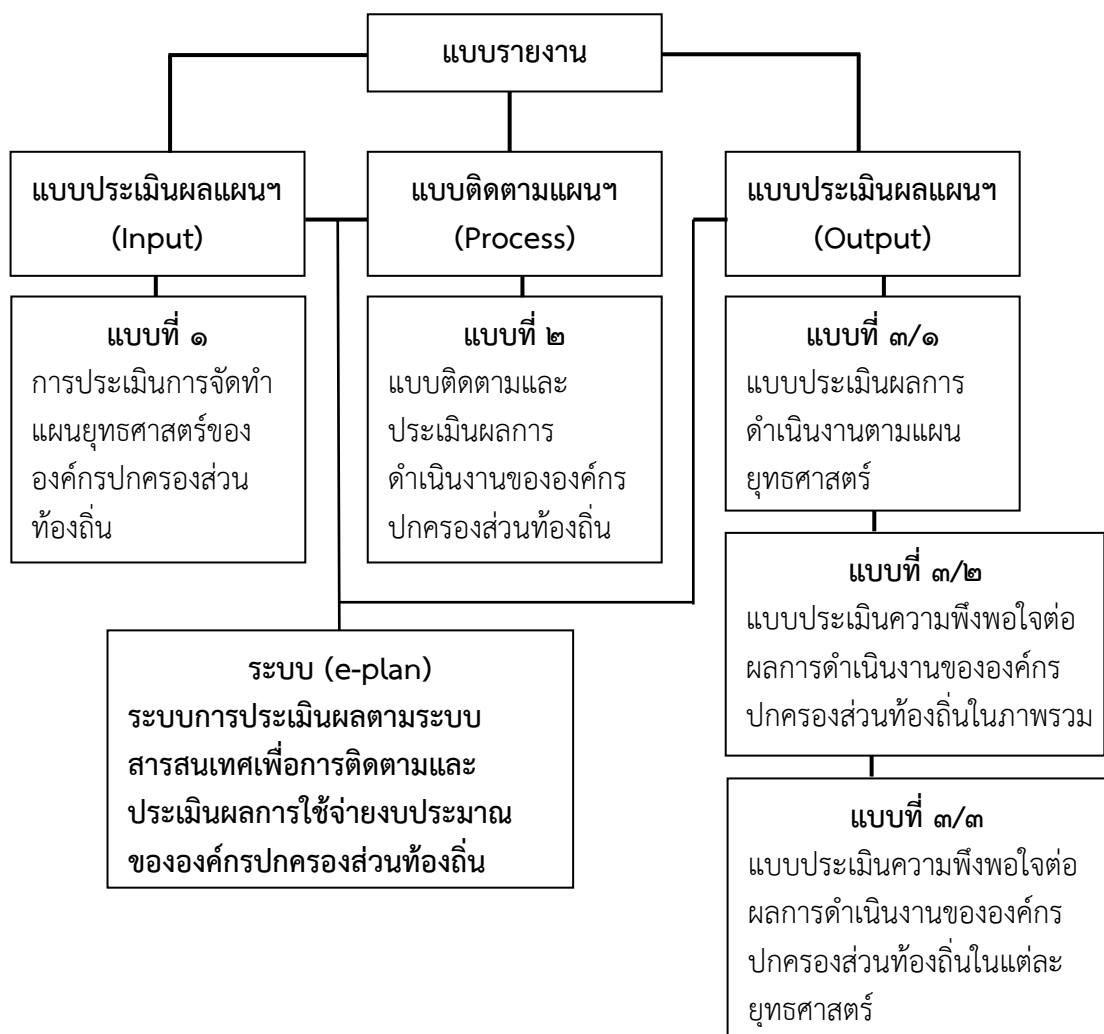 แบบรายงาน
แบบประเมินผลแผนฯ
(Input)
แบบติดตามแผนฯ
(Process)
แบบประเมินผลแผนฯ
(Output)
แบบที่ ๑
การประเมินการจัดทำ
แผนยุทธศาสตร์ของ
องค์กรปกครองส่วน
ท้องถิ่น
แบบที่ ๒
แบบติดตามและ
ประเมินผลการ
ดำเนินงานขององค์กร
ปกครองส่วนท้องถิ่น
แบบที่ ๓/๑
แบบประเมินผลการ
ดำเนินงานตามแผน
ยุทธศาสตร์
แบบที่ ๓/๒
แบบประเมินความพึงพอใจต่อ
ผลการดำเนินงานขององค์กร
ปกครองส่วนท้องถิ่นในภาพรวม
ระบบ (e-plan)
ระบบการประเมินผลตามระบบ
สารสนเทศเพื่อการติดตามและ
ประเมินผลการใช้จ่ายงบประมาณ
ขององค์กรปกครองส่วนท้องถิ่น
แบบที่ ๓/๓
แบบประเมินความพึงพอใจต่อ
ผลการดำเนินงานขององค์กร
ปกครองส่วนท้องถิ่นในแต่ละ
ยุทธศาสตร์